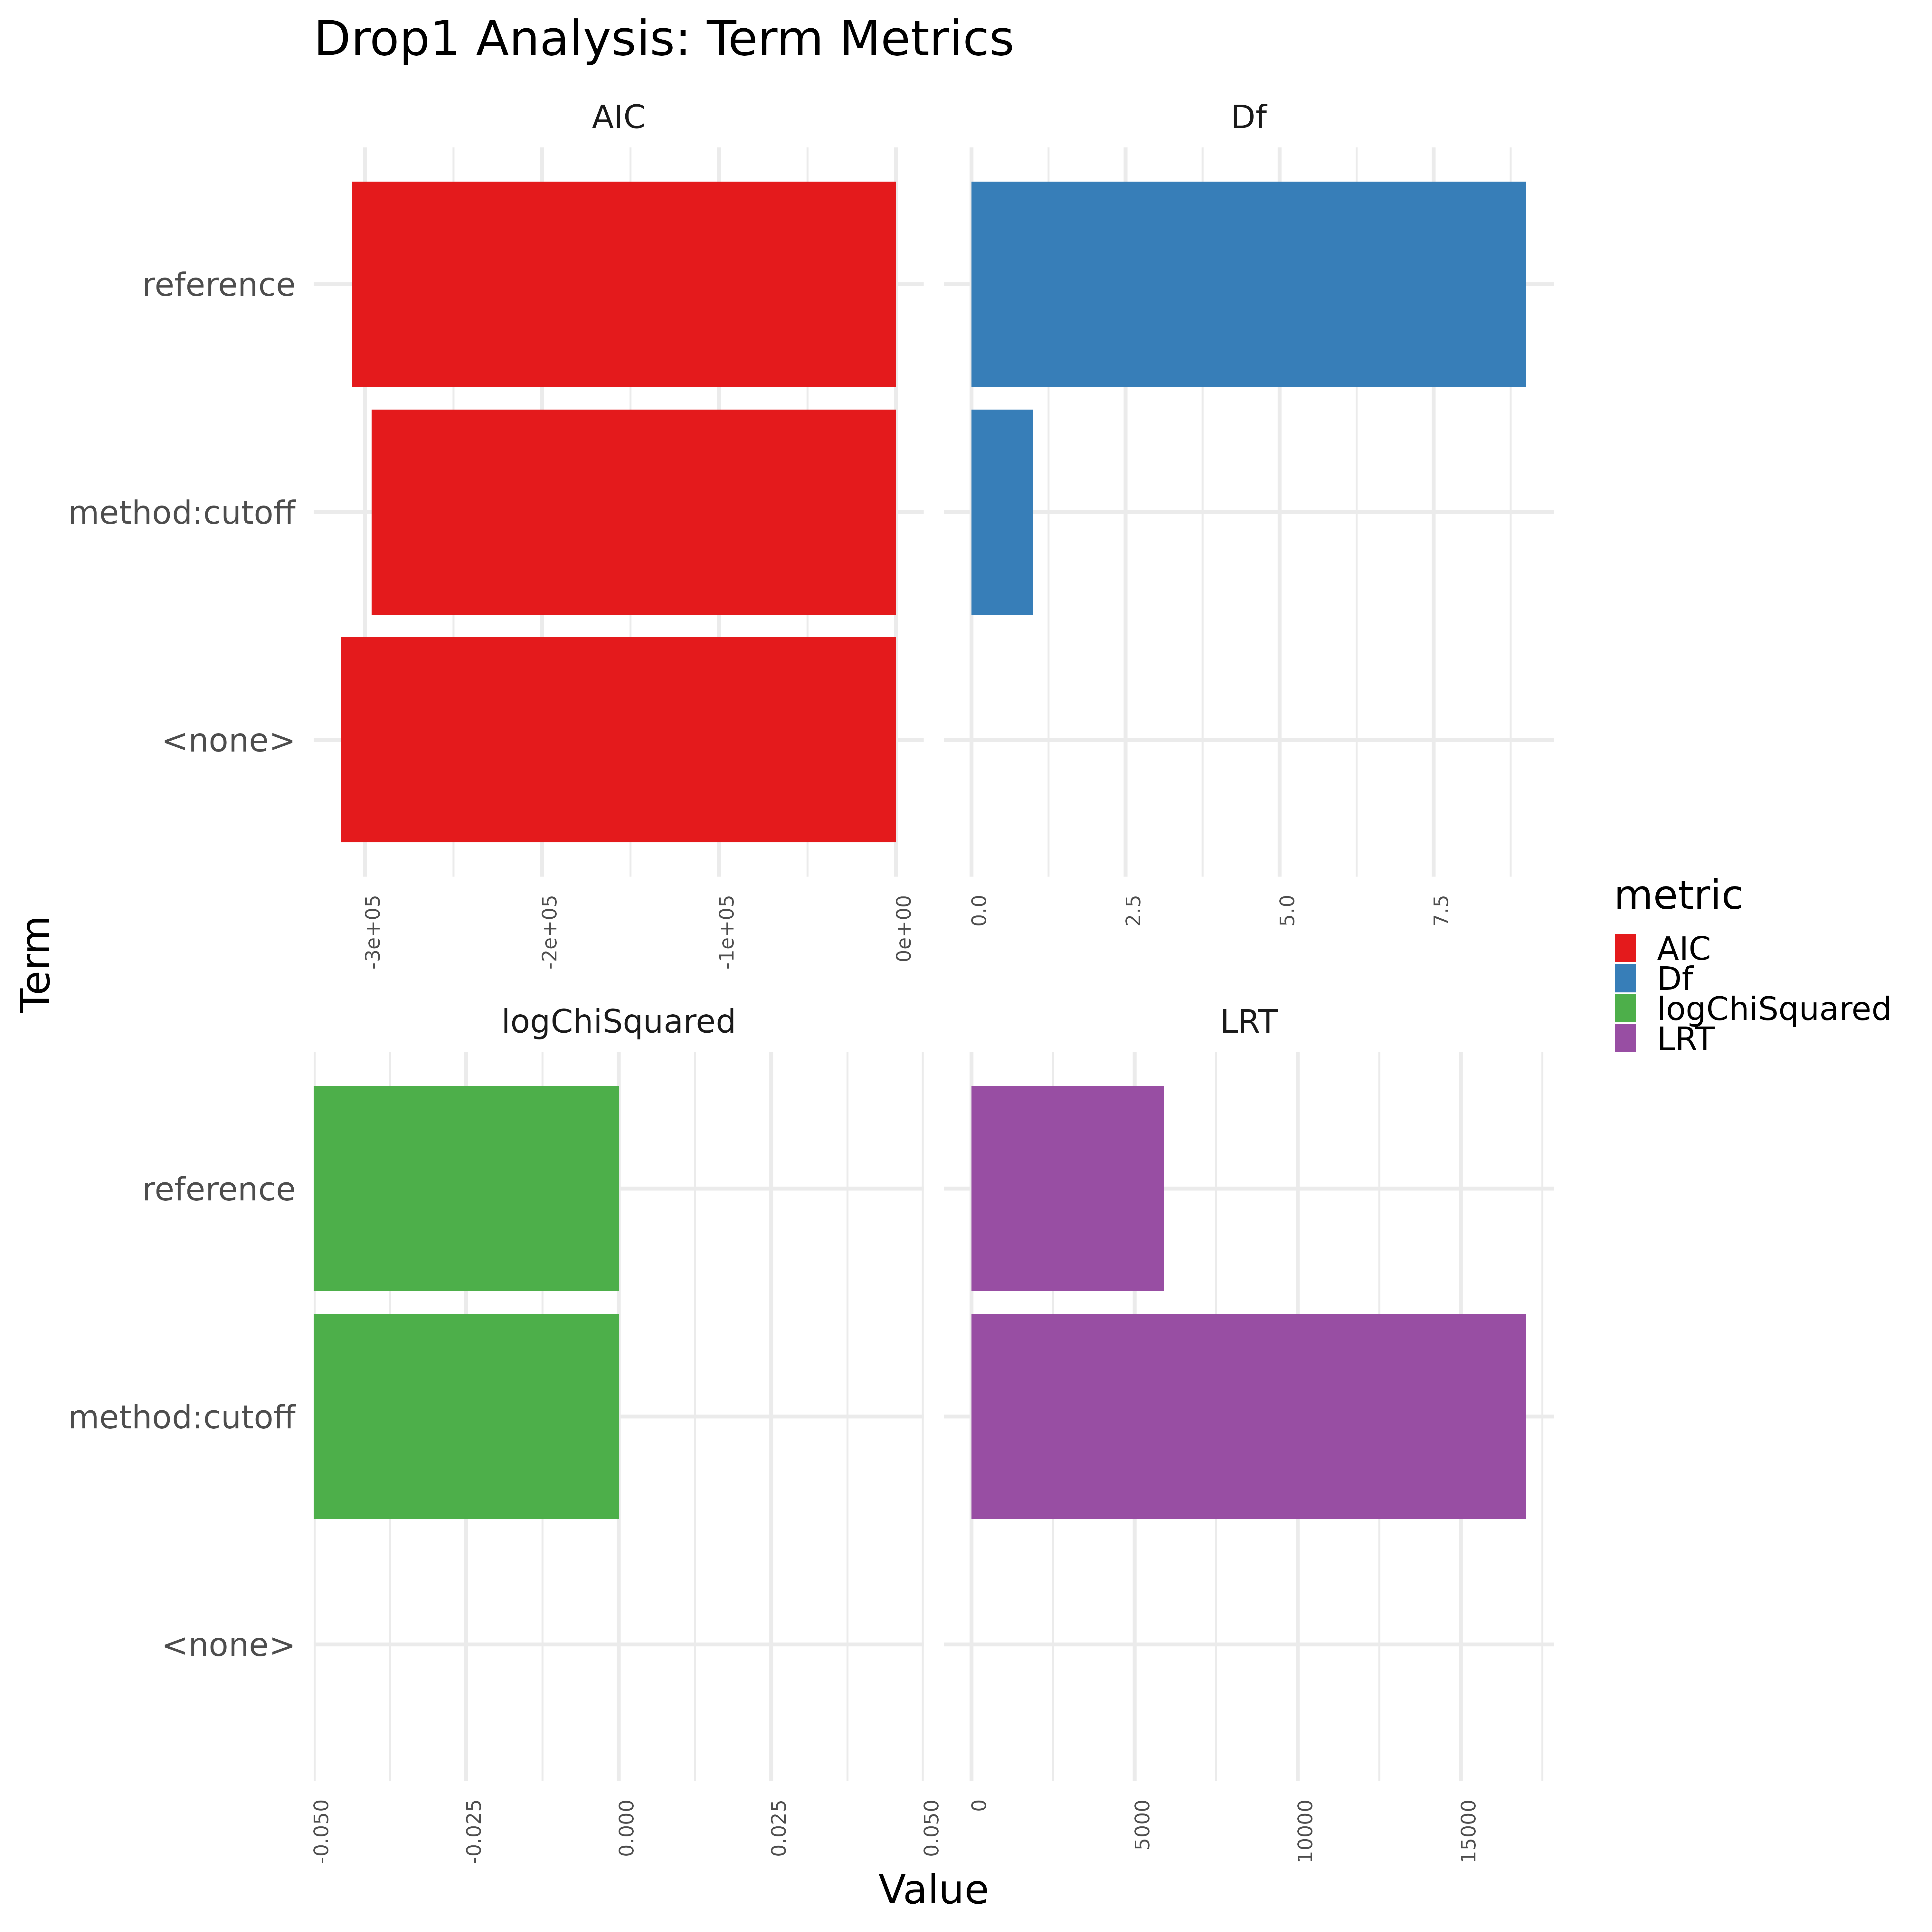 Drop1 Analysis: Term Metrics
AIC
Df
reference
method:cutoff
<none>
-3e+05
-2e+05
-1e+05
0e+00
0.0
2.5
5.0
7.5
Term
logChiSquared
LRT
reference
method:cutoff
<none>
-0.050
-0.025
0.000
0.025
0.050
0
5000
10000
15000
Value
metric
AIC
Df
logChiSquared
LRT